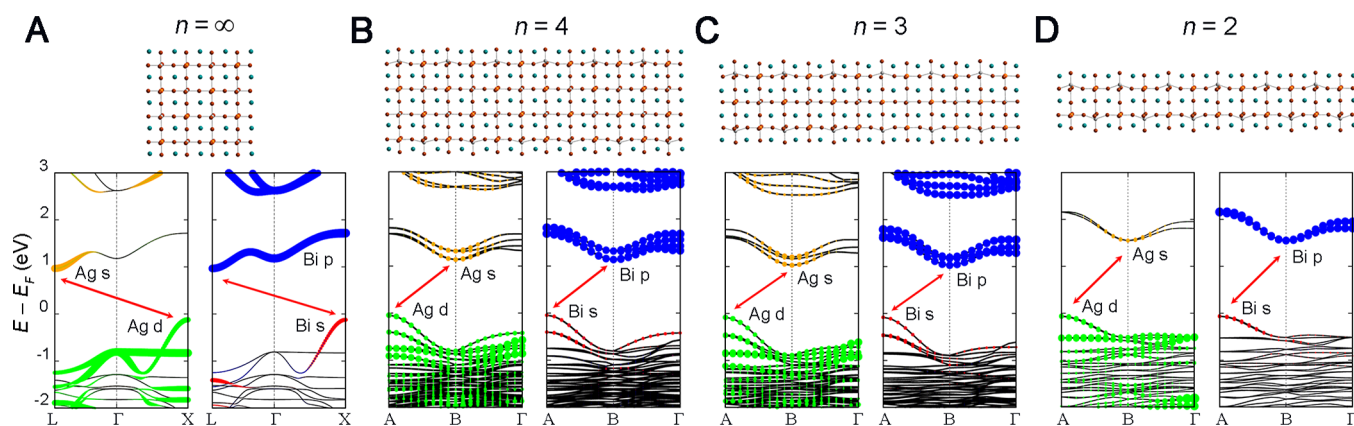 A n = ∞ B n = 4 C n = 3 D n = 2
3
2
1
0
-1
-2
E − E_F (eV)
Ag s
Ag d
Bi p
Bi s
Ag s
Ag d
Bi p
Bi s
Ag s
Ag d
Bi p
Bi s
Ag s
Ag d
Bi p
Bi s
L Γ X L Γ X A B Γ A B Γ A B Γ A B Γ A B Γ A B Γ